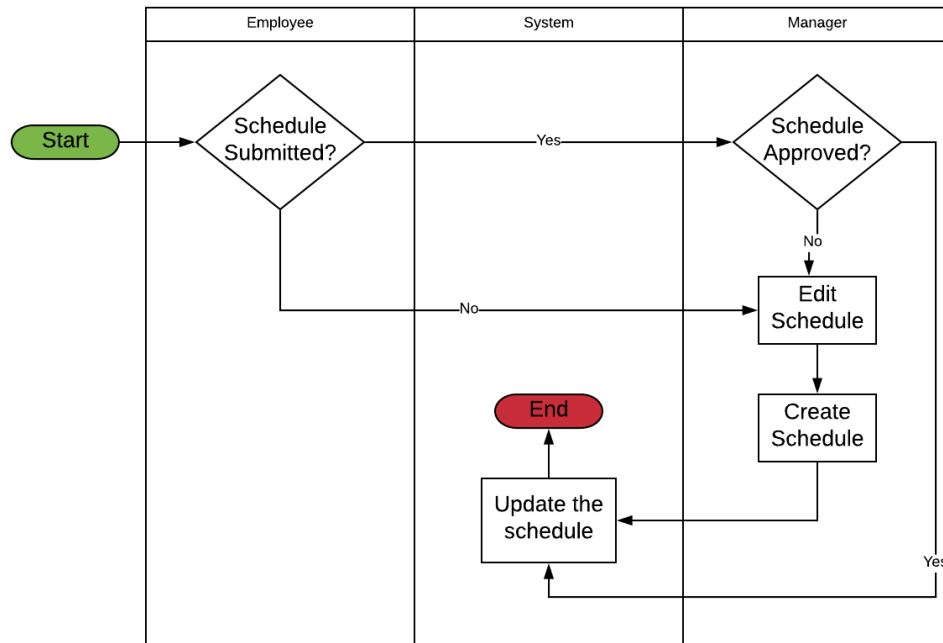 Employee
System
Manager
Start
Schedule
Submitted?
Yes
Schedule
Approved?
No
No
Edit
Schedule
End
Create
Schedule
Update the
schedule
Yes